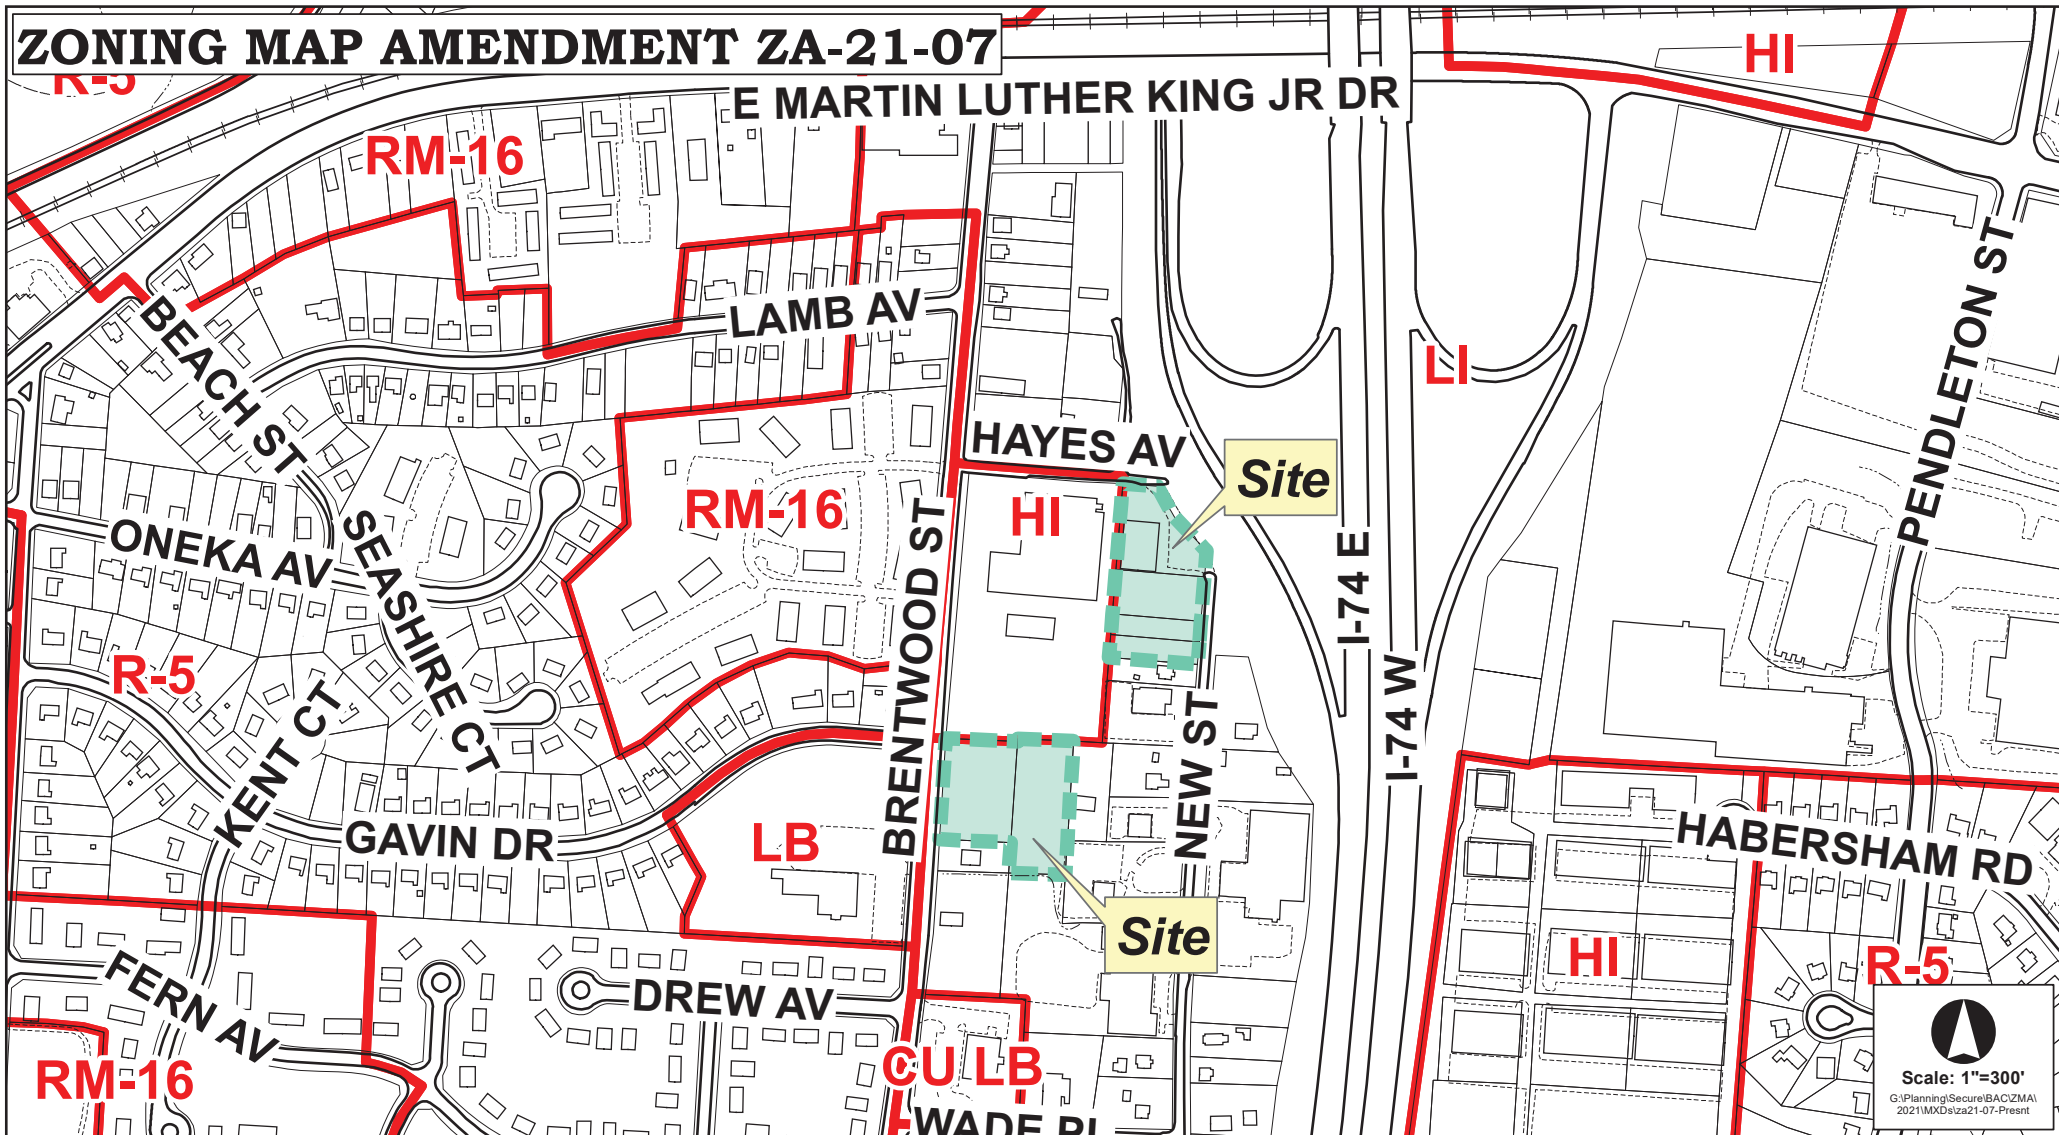 ZONING MAP AMENDMENT ZA-21-07
R-5
HI
E MARTIN LUTHER KING JR DR
RM-16
PENDLETON ST
LAMB AV
BEACH ST
LI
HAYES AV
Site
RM-16
HI
ONEKA AV
SEASHIRE CT
BRENTWOOD ST
I-74 E
I-74 W
R-5
KENT CT
NEW ST
GAVIN DR
LB
HABERSHAM RD
Site
HI
R-5
FERN AV
DREW AV
RM-16
CU LB
WADE PL
Scale: 1"=300'
G:\Planning\Secure\BAC\ZMA\
2021\MXDs\za21-07-Presnt